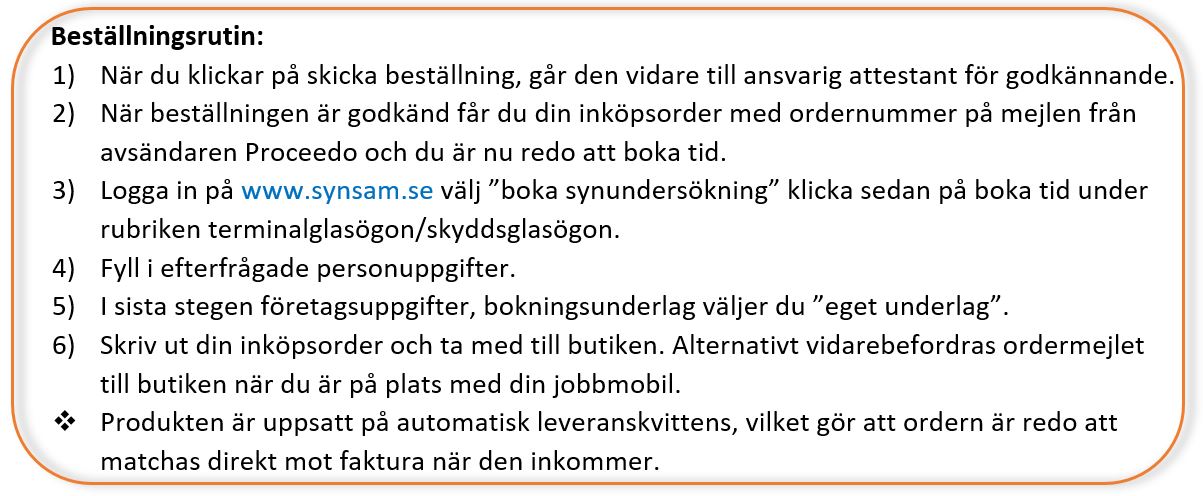 Beställningsrutin:
1) När du klickar på skicka beställning, går den vidare till ansvarig attestant för godkännande.
2) När beställningen är godkänd får du din inköpsorder med ordernummer på mejlen från
avsändaren Proceedo och du är nu redo att boka tid.
3) Logga in på www.synsam.se välj ”boka synundersökning” klicka sedan på boka tid under
rubriken terminalglasögon/skyddsglasögon.
4) Fyll i efterfrågade personuppgifter.
5) I sista stegen företagsuppgifter, bokningsunderlag väljer du ”eget underlag”.
6) Skriv ut din inköpsorder och ta med till butiken. Alternativt vidarebefordras ordermejlet
till butiken när du är på plats med din jobbmobil.
❖ Produkten är uppsatt på automatisk leveranskvittens, vilket gör att ordern är redo att
matchas direkt mot faktura när den inkommer.